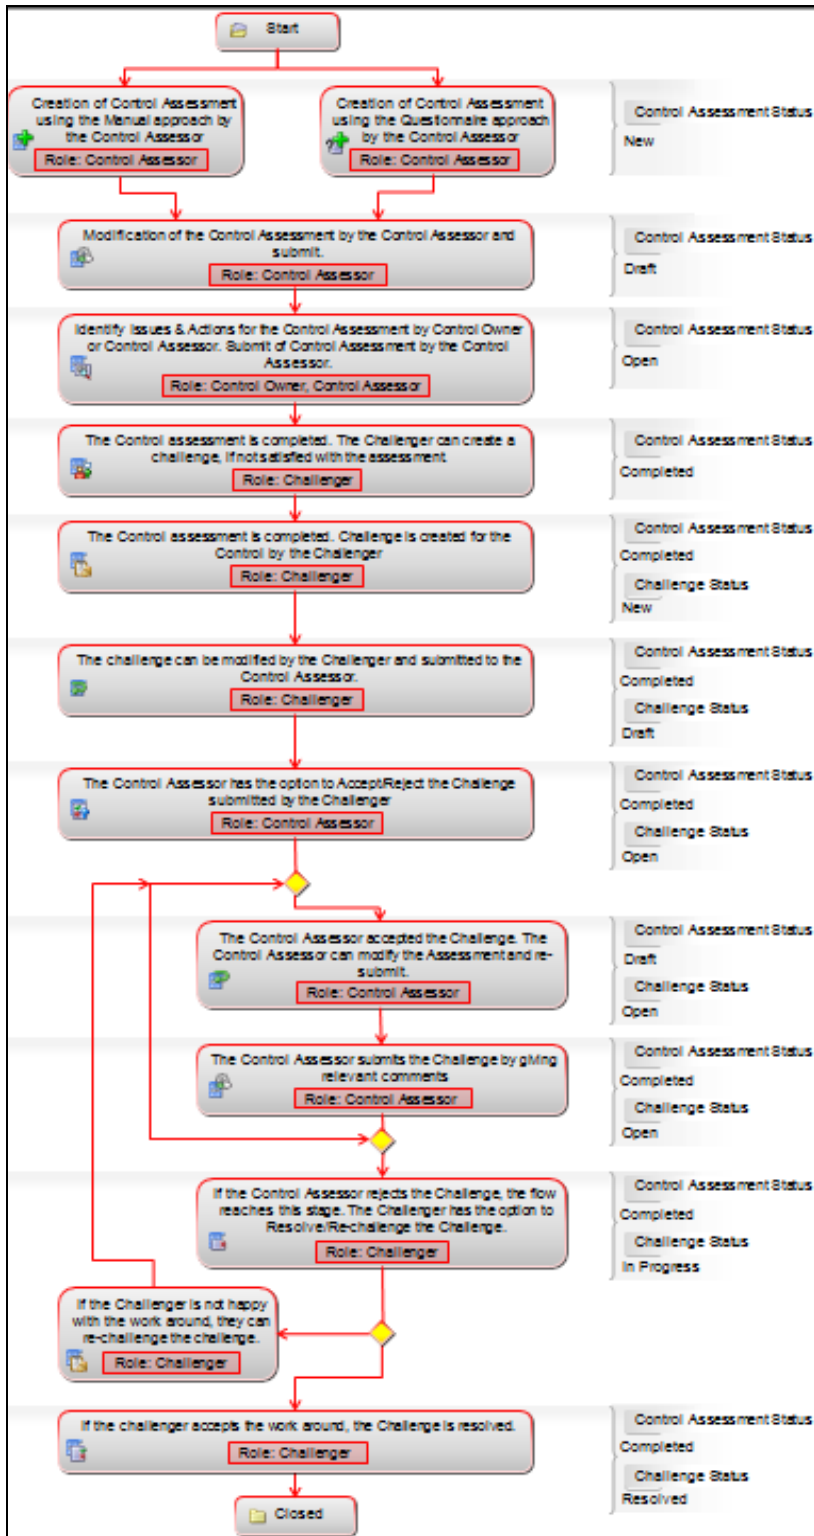 Start
Creation of Control Assessment
using the Manual approach by
the Control Assessor
Role: Control Assessor
Creation of Control Assessment
using the Questionnaire approach
by the Control Assessor
Role: Control Assessor
Control Assessment Status
New
Modification of the Control Assessment by the Control Assessor and
submit.
Role: Control Assessor
Control Assessment Status
Draft
Identify Issues & Actions for the Control Assessment by Control Owner
or Control Assessor. Submit of Control Assessment by the Control
Assessor.
Role: Control Owner, Control Assessor
Control Assessment Status
Open
The Control assessment is completed. The Challenger can create a
challenge, if not satisfied with the assessment
Role: Challenger
Control Assessment Status
Completed
The Control assessment is completed. Challenge is created for the
Control by the Challenger
Role: Challenger
Control Assessment Status
Completed
Challenge Status
New
The challenge can be modified by the Challenger and submitted to the
Control Assessor.
Role: Challenger
Control Assessment Status
Completed
Challenge Status
Draft
The Control Assessor has the option to Accept/Reject the Challenge
submitted by the Challenger
Role: Control Assessor
Control Assessment Status
Completed
Challenge Status
Open
The Control Assessor accepted the Challenge. The
Control Assessor can modify the Assessment and re-
submit.
Role: Control Assessor
Control Assessment Status
Draft
Challenge Status
Open
The Control Assessor submits the Challenge by giving
relevant comments
Role: Control Assessor
Control Assessment Status
Completed
Challenge Status
Open
If the Control Assessor rejects the Challenge, the flow
reaches this stage. The Challenger has the option to
Resolve/Re-challenge the Challenge.
Role: Challenger
Control Assessment Status
Completed
Challenge Status
In Progress
If the Challenger is not happy
with the work around, they can
re-challenge the challenge.
Role: Challenger
If the challenger accepts the work around, the Challenge is resolved.
Role: Challenger
Control Assessment Status
Completed
Challenge Status
Resolved
Closed